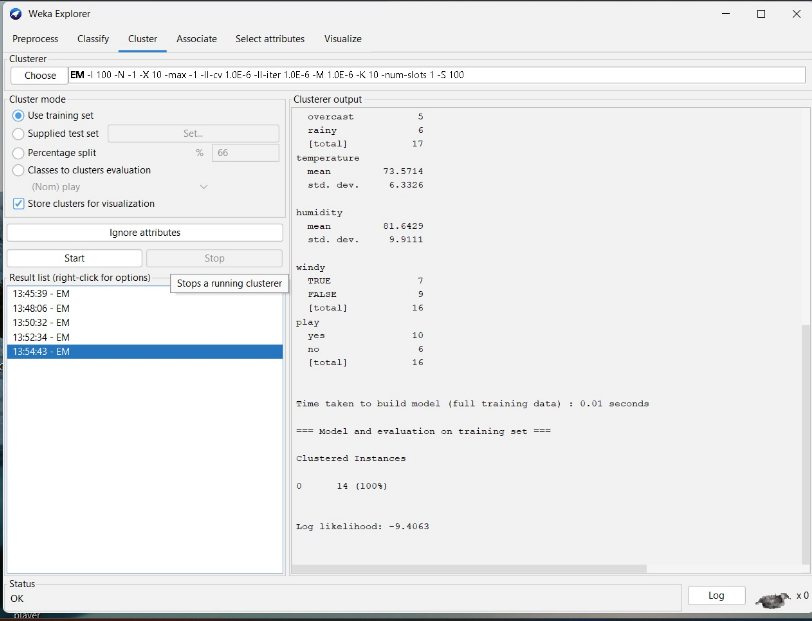 Weka Explorer
Preprocess Classify Cluster Associate Select attributes Visualize
Clusterer
Choose EM -I 100 -N -1 -X 10 -max -1 -ll-cv 1.0E-6 -ll-iter 1.0E-6 -M 1.0E-6 -K 10 -num-slots 1 -S 100
Cluster mode
Use training set
Supplied test set Set...
Percentage split % 66
Classes to clusters evaluation
(Nom) play
Store clusters for visualization
Ignore attributes
Start Stop
Result list (right-click for options)
Stops a running clusterer
13:45:39 - EM
13:48:06 - EM
13:50:32 - EM
13:52:34 - EM
13:54:43 - EM
Clusterer output
overcast 5
rainy 6
[total] 17
temperature
mean 73.5714
std. dev. 6.3326
humidity
mean 81.6429
std. dev. 9.9111
windy
TRUE 7
FALSE 9
[total] 16
play
yes 10
no 6
[total] 16
Time taken to build model (full training data) : 0.01 seconds
=== Model and evaluation on training set ===
Clustered Instances
0 14 (100%)
Log likelihood: -9.4063
Status
OK
Log x 0
player